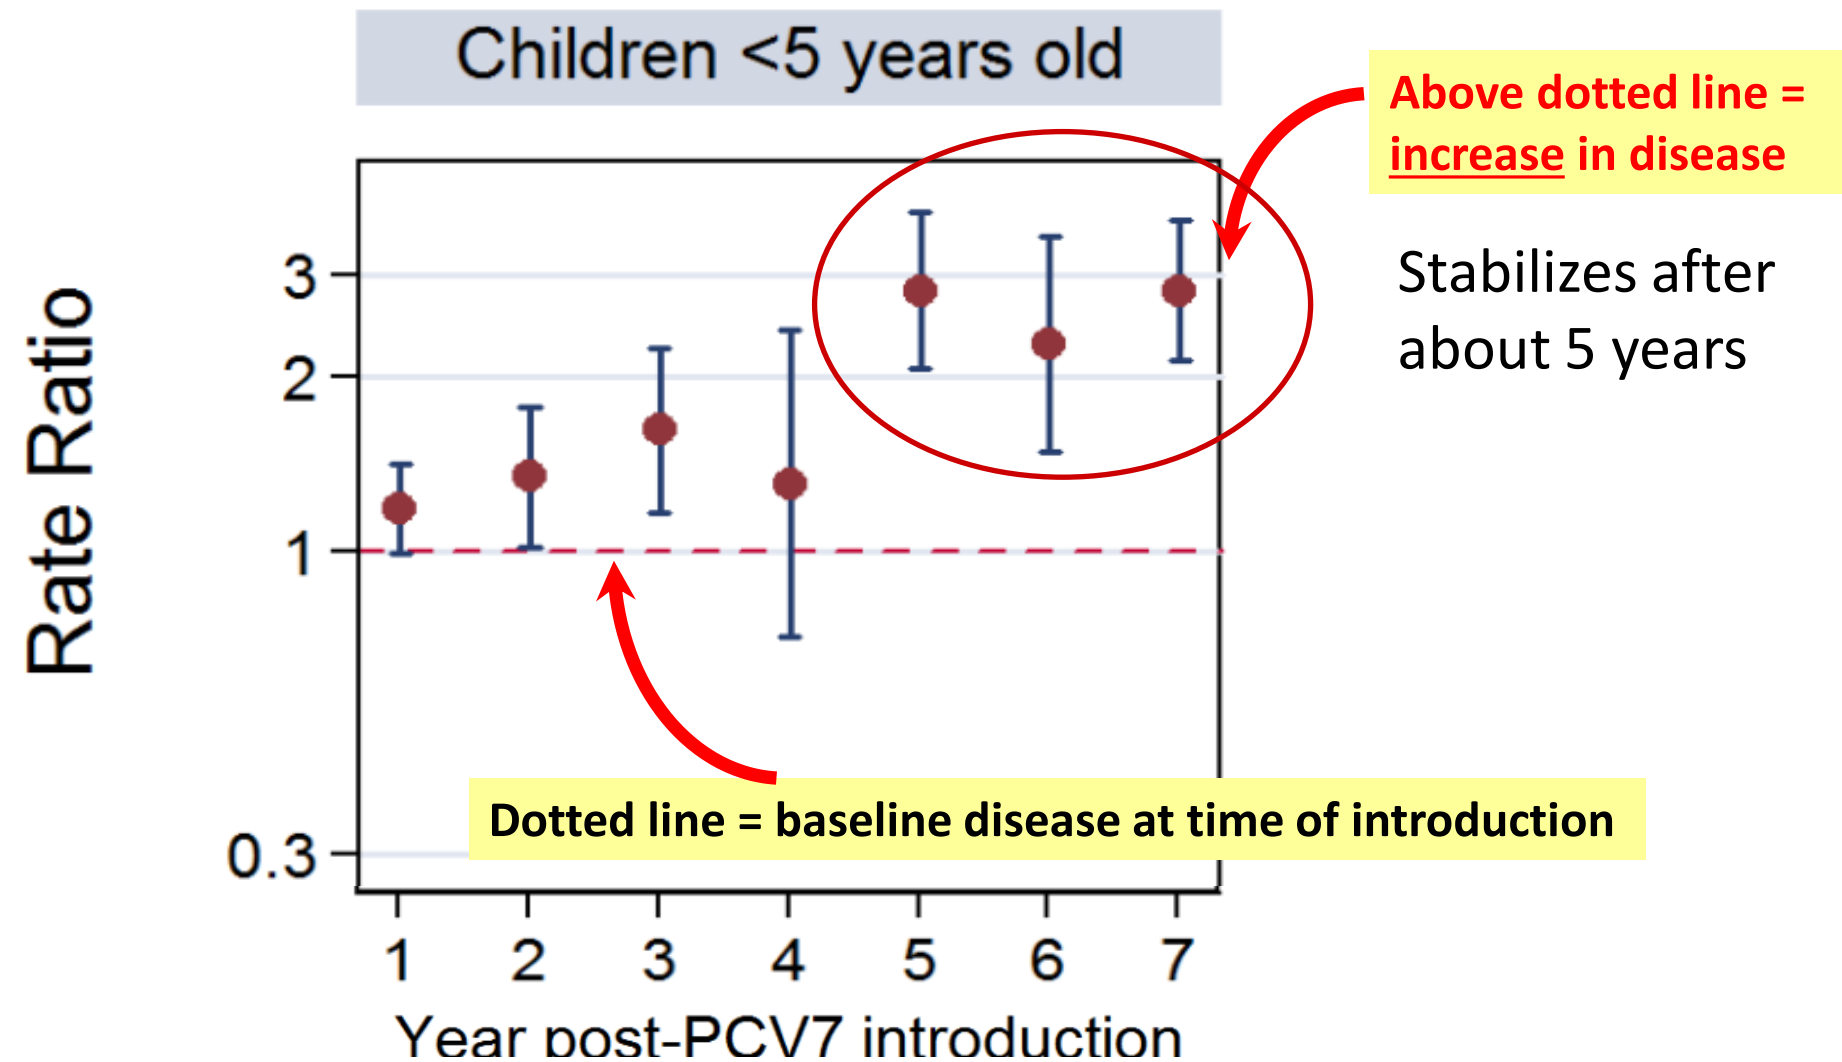 Children <5 years old
Above dotted line =
increase in disease
Stabilizes after
about 5 years
Rate Ratio
3
2
1
0.3
Dotted line = baseline disease at time of introduction
1 2 3 4 5 6 7
Year post-PCV7 introduction